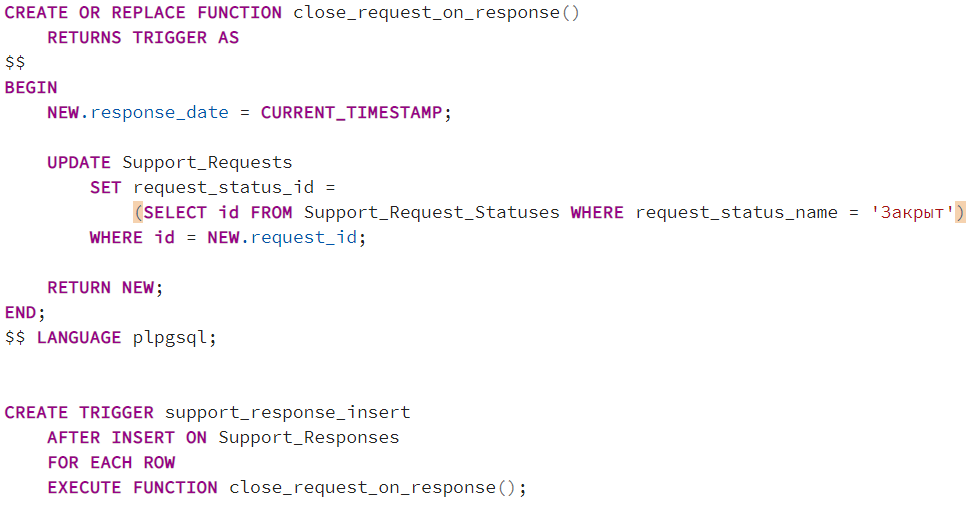 CREATE OR REPLACE FUNCTION close_request_on_response()
    RETURNS TRIGGER AS
$$
BEGIN
    NEW.response_date = CURRENT_TIMESTAMP;

    UPDATE Support_Requests
        SET request_status_id =
            (SELECT id FROM Support_Request_Statuses WHERE request_status_name = 'Закрыт')
        WHERE id = NEW.request_id;

    RETURN NEW;
END;
$$ LANGUAGE plpgsql;


CREATE TRIGGER support_response_insert
    AFTER INSERT ON Support_Responses
    FOR EACH ROW
    EXECUTE FUNCTION close_request_on_response();